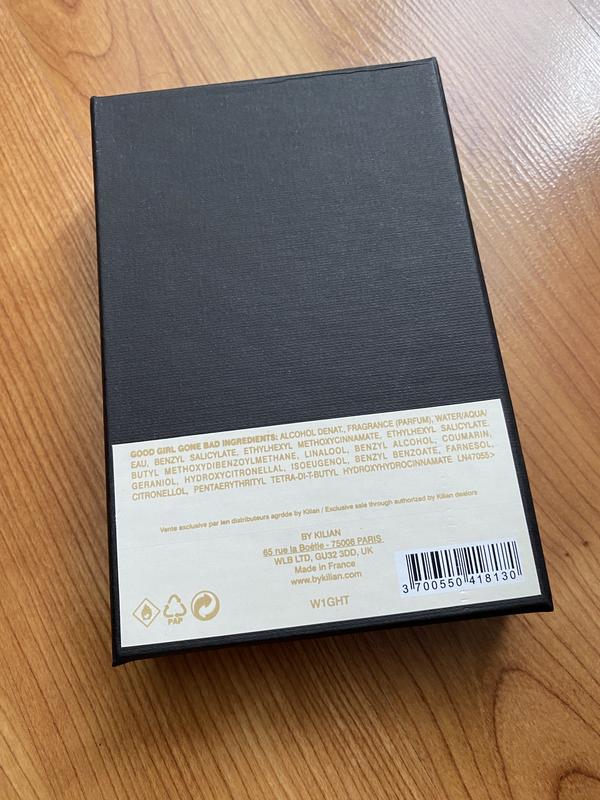 GOOD GIRL GONE BAD INGREDIENTS: ALCOHOL DENAT., FRAGRANCE (PARFUM), WATER/AQUA/
EAU, BENZYL SALICYLATE, ETHYLHEXYL METHOXYCINNAMATE, ETHYLHEXYL SALICYLATE,
BUTYL METHOXYDIBENZOYLMETHANE, LINALOOL, BENZYL ALCOHOL, COUMARIN,
GERANIOL, HYDROXYCITRONELLAL, ISOEUGENOL, BENZYL BENZOATE, FARNESOL,
CITRONELLOL, PENTAERYTHRITYL TETRA-DI-T-BUTYL HYDROXYHYDROCINNAMATE LN47055>
Vente exclusive par len distributeurs agrdde by Kilian / Exclusive sale through authorized by Kilian dealors
BY KILIAN
65 rue la Boétie - 75008 PARIS
WLB LTD, GU32 3DD, UK
Made in France
www.bykilian.com
W1GHT
PAP
3 700550 418130